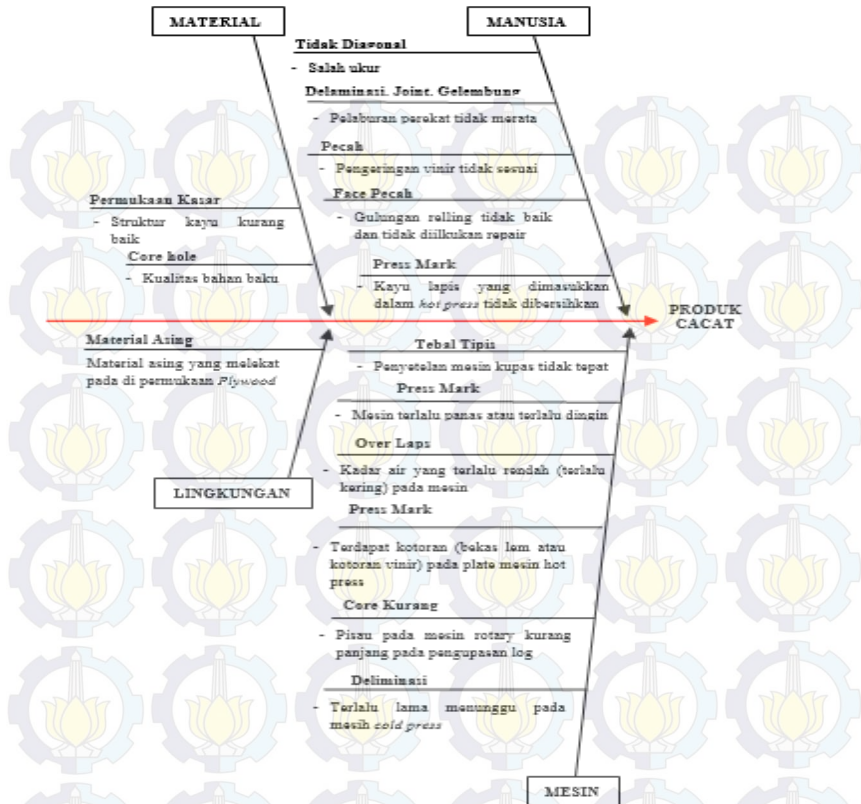 MATERIAL
MANUSIA
Tidak Diagonal
- Salah ukur
Delaminasi. Joint. Gelembung
- Pelaburan perekat tidak merata
Pecah
- Pengeringan vinir tidak sesuai
Face Pecah
- Gulungan relling tidak baik
dan tidak diilkukan repair
Press Mark
- Kayu lapis yang dimasukkan
dalam hot press tidak dibersihkan
Permukaan Kasar
- Struktur kayu kurang
baik
Core hole
- Kualitas bahan baku
PRODUK
CACAT
Material Asing
Material asing yang melekat
pada di permukaan Plywood
LINGKUNGAN
Tebal Tipis
- Penyetelan mesin kupas tidak tepat
Press Mark
- Mesin terlalu panas atau terlalu dingin
Over Laps
- Kadar air yang terlalu rendah (terlalu
kering) pada mesin
Press Mark
- Terdapat kotoran (bekas lem atau
kotoran vinir) pada plate mesin hot
press
Core Kurang
- Pisau pada mesin rotary kurang
panjang pada pengupasan log
Deliminasi
- Terlalu lama menunggu pada
mesih cold press
MESIN